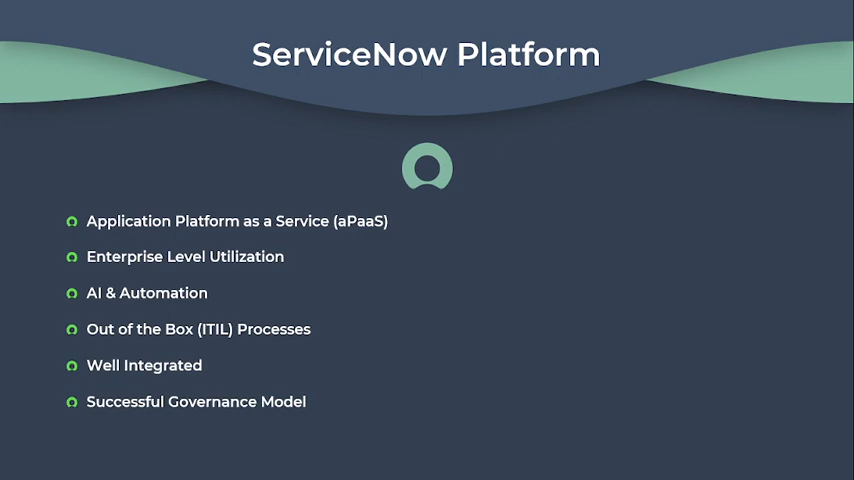 ServiceNow Platform
Application Platform as a Service (aPaaS)
Enterprise Level Utilization
AI & Automation
Out of the Box (ITIL) Processes
Well Integrated
Successful Governance Model